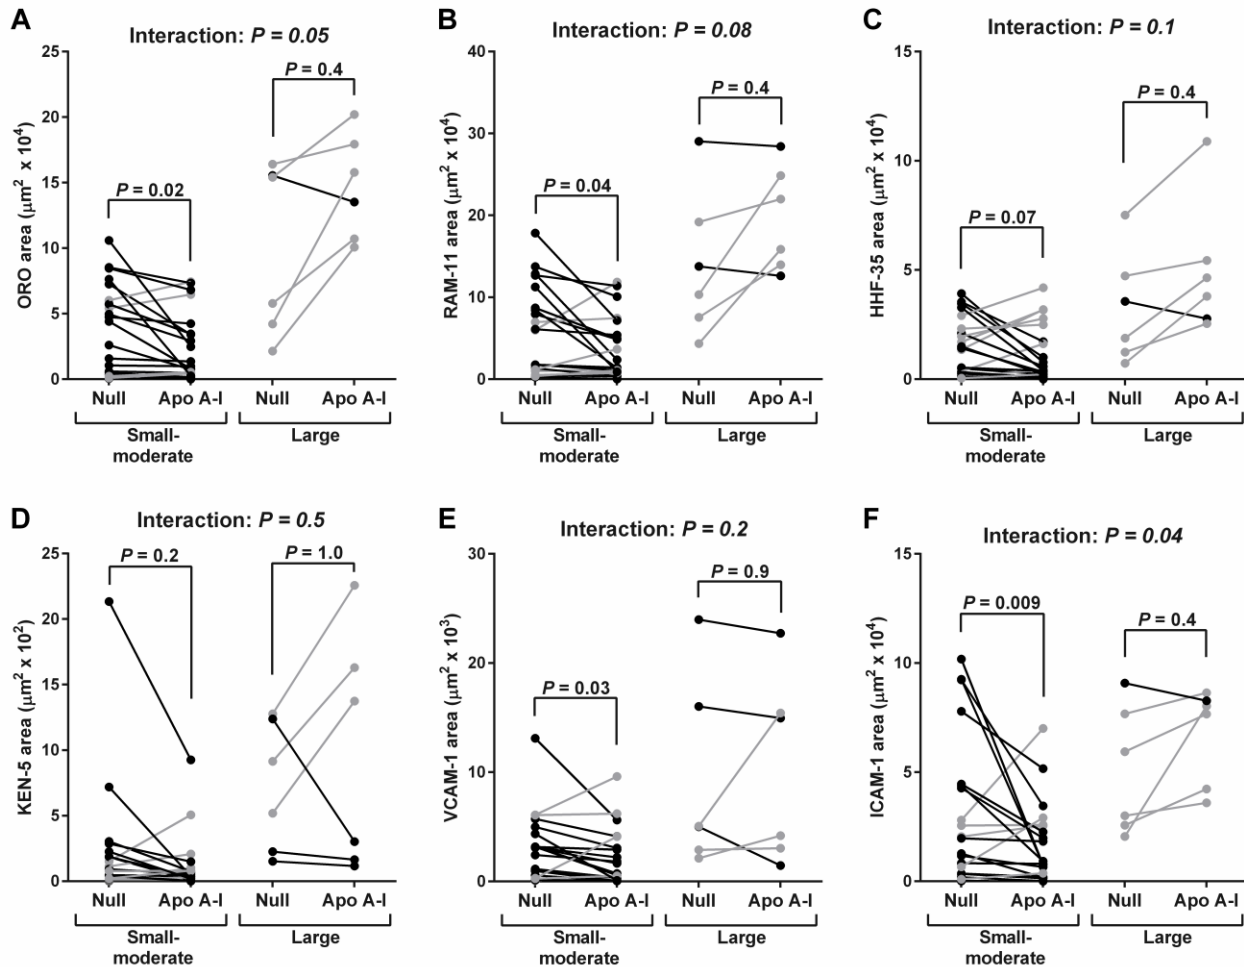 A
Interaction: P = 0.05
ORO area (μm² x 10⁴)
25
20
15
10
5
0
P = 0.02
P = 0.4
Null Apo A-I Null Apo A-I
Small-
moderate
Large
B
Interaction: P = 0.08
RAM-11 area (μm² x 10⁴)
40
30
20
10
0
P = 0.04
P = 0.4
Null Apo A-I Null Apo A-I
Small-
moderate
Large
C
Interaction: P = 0.1
HHF-35 area (μm² x 10⁴)
15
10
5
0
P = 0.07
P = 0.4
Null Apo A-I Null Apo A-I
Small-
moderate
Large
D
Interaction: P = 0.5
KEN-5 area (μm² x 10²)
25
20
15
10
5
0
P = 0.2
P = 1.0
Null Apo A-I Null Apo A-I
Small-
moderate
Large
E
Interaction: P = 0.2
VCAM-1 area (μm² x 10³)
30
20
10
0
P = 0.03
P = 0.9
Null Apo A-I Null Apo A-I
Small-
moderate
Large
F
Interaction: P = 0.04
ICAM-1 area (μm² x 10⁴)
15
10
5
0
P = 0.009
P = 0.4
Null Apo A-I Null Apo A-I
Small-
moderate
Large